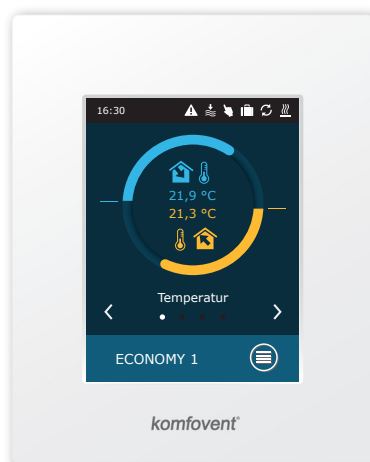 16:30
21,9 °C
21,3 °C
Temperatur
ECONOMY 1
komfovent®